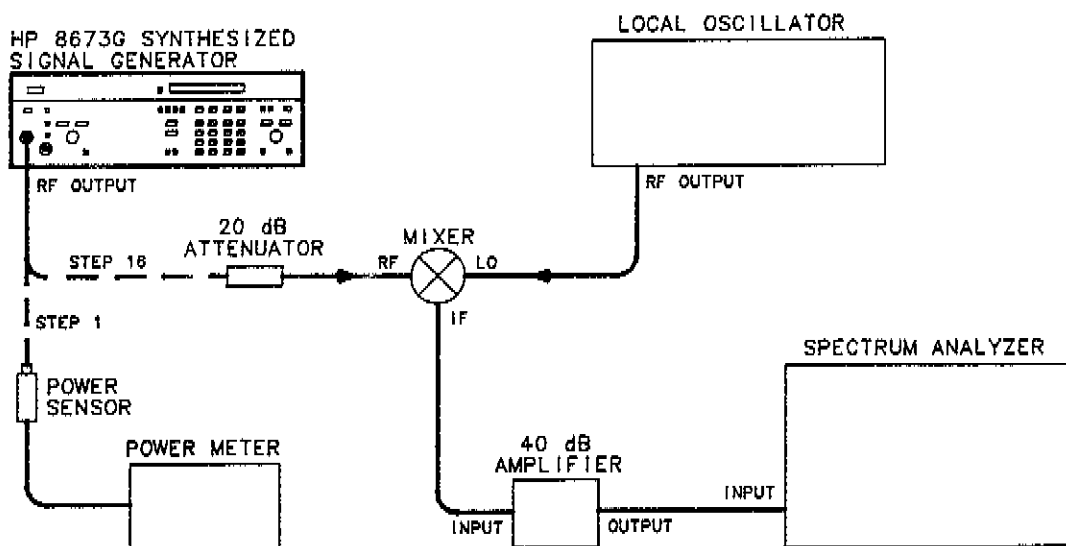 HP 8673G SYNTHESIZED
SIGNAL GENERATOR
LOCAL OSCILLATOR
RF OUTPUT
RF OUTPUT
20 dB
ATTENUATOR
MIXER
STEP 16
RF
LO
IF
STEP 1
POWER
SENSOR
POWER METER
40 dB
AMPLIFIER
INPUT
OUTPUT
SPECTRUM ANALYZER
INPUT